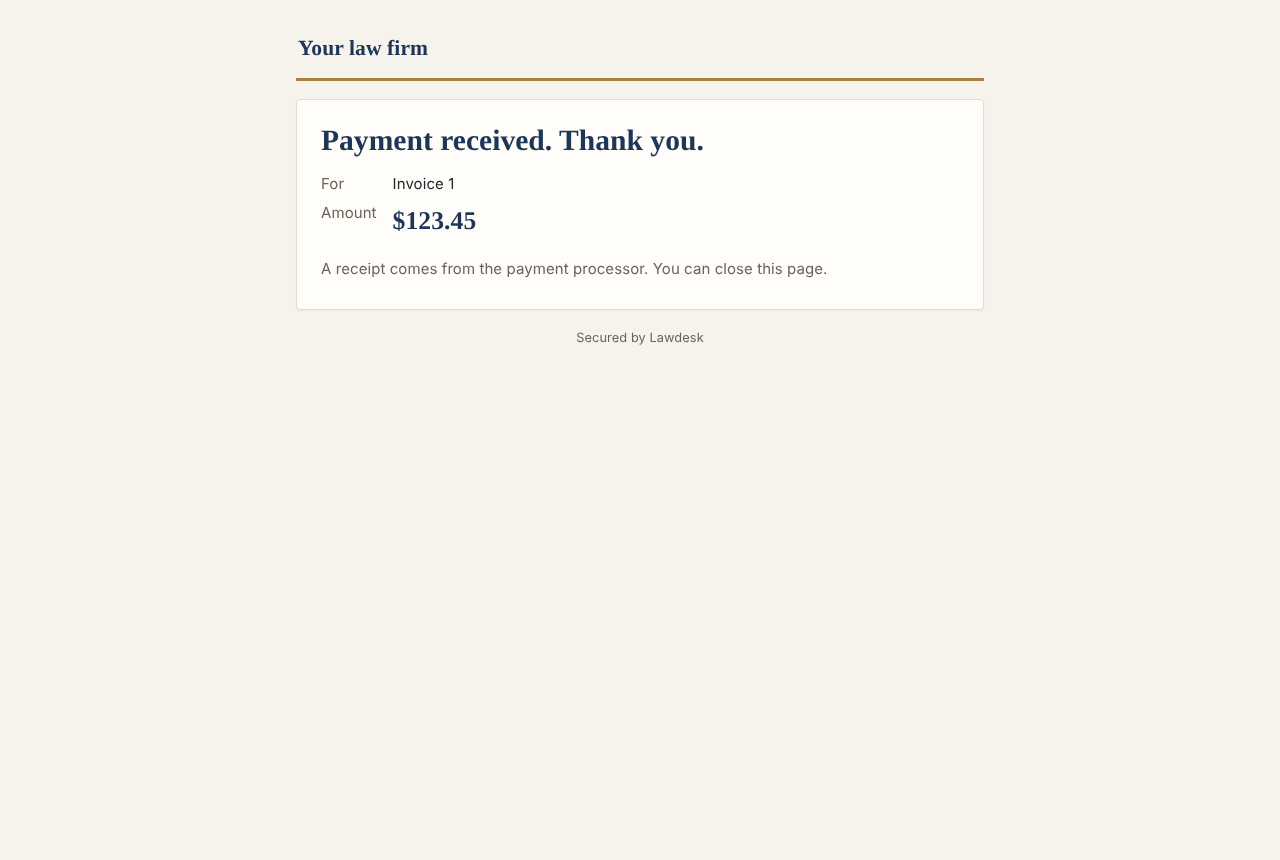 Your law firm
Payment received. Thank you.
For Invoice 1
Amount $123.45
A receipt comes from the payment processor. You can close this page.
Secured by Lawdesk